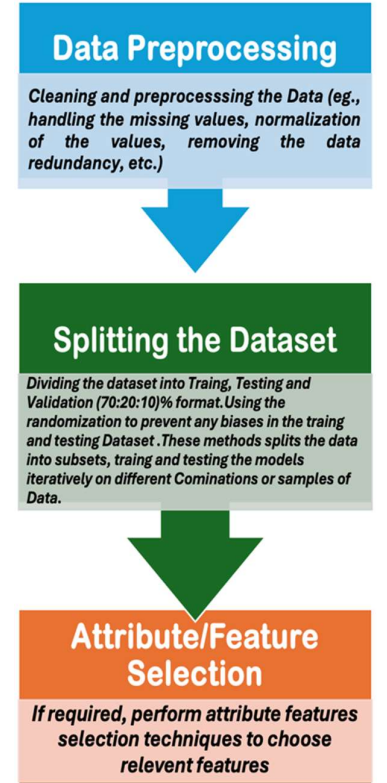 Data Preprocessing
Cleaning and preprocesssing the Data (eg.,
handling the missing values, normalization
of the values, removing the data
redundancy, etc.)
Splitting the Dataset
Dividing the dataset into Traing, Testing and
Validation (70:20:10)% format.Using the
randomization to prevent any biases in the traing
and testing Dataset .These methods splits the data
into subsets, traing and testing the models
iteratively on different Cominations or samples of
Data.
Attribute/Feature
Selection
If required, perform attribute features
selection techniques to choose
relevent features